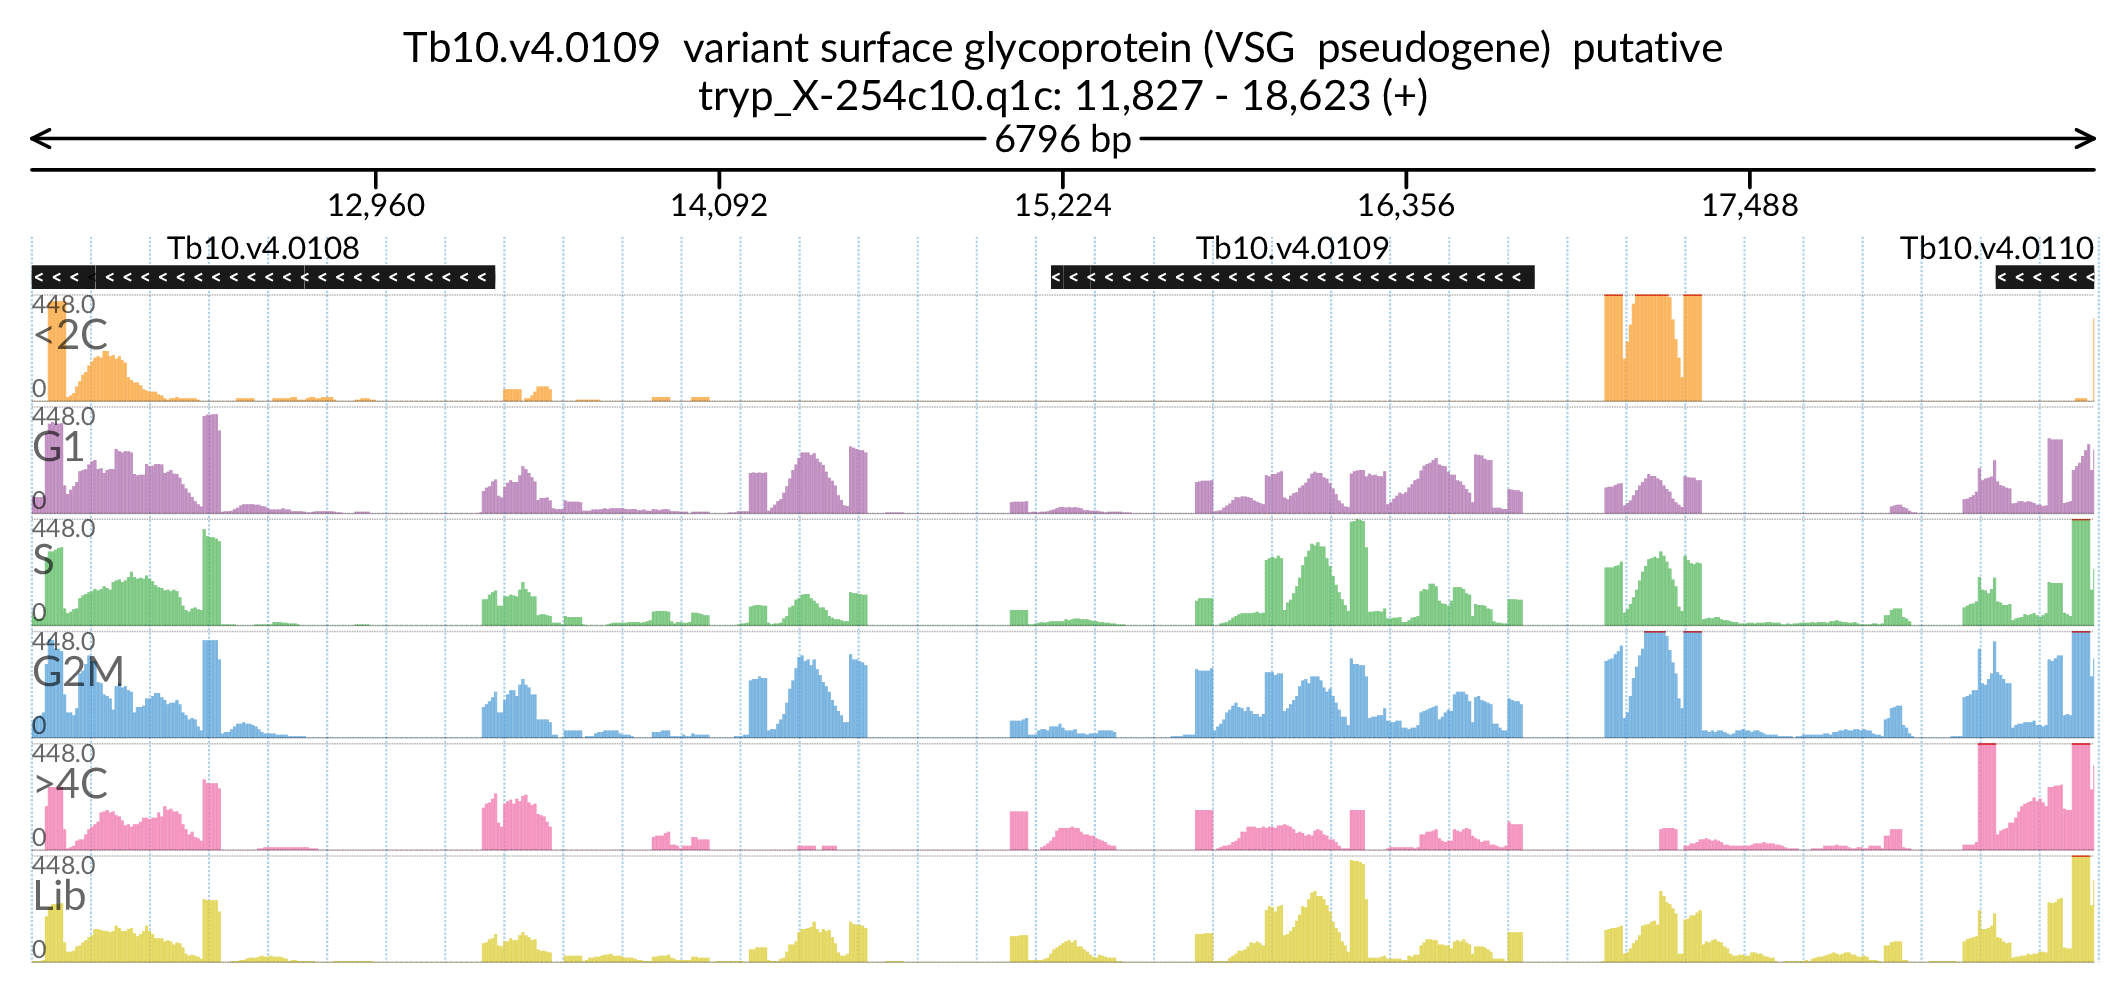 Tb10.v4.0109 variant surface glycoprotein (VSG pseudogene) putative
tryp_X-254c10.q1c: 11,827 - 18,623 (+)
6796 bp
12,960 14,092 15,224 16,356 17,488
Tb10.v4.0108 Tb10.v4.0109 Tb10.v4.0110
448.0
<2C
0
448.0
G1
0
448.0
S
0
448.0
G2M
0
448.0
>4C
0
448.0
Lib
0